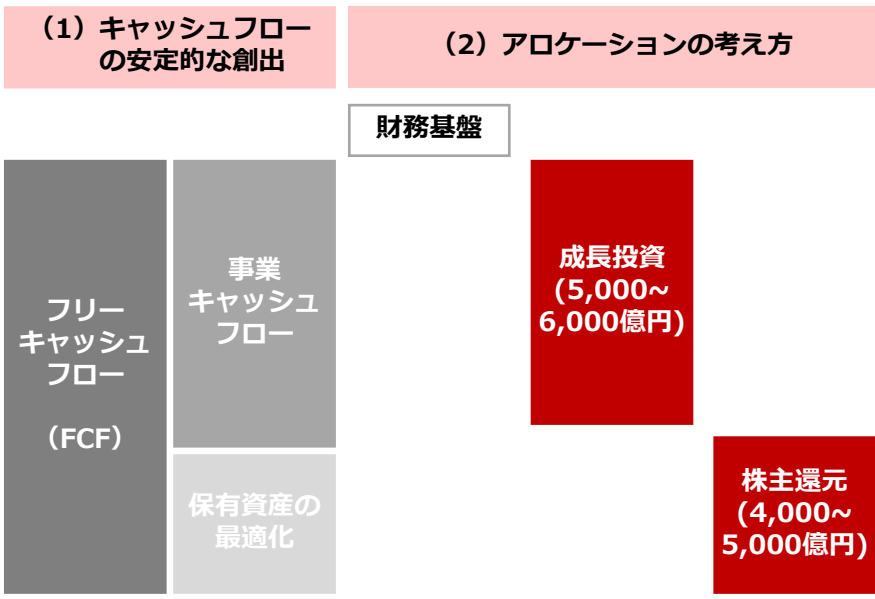 （1）キャッシュフロー
の安定的な創出
（2）アロケーションの考え方
財務基盤
フリー
キャッシュ
フロー
（FCF）
事業
キャッシュ
フロー
保有資産の
最適化
成長投資
(5,000~
6,000億円)
株主還元
(4,000~
5,000億円)